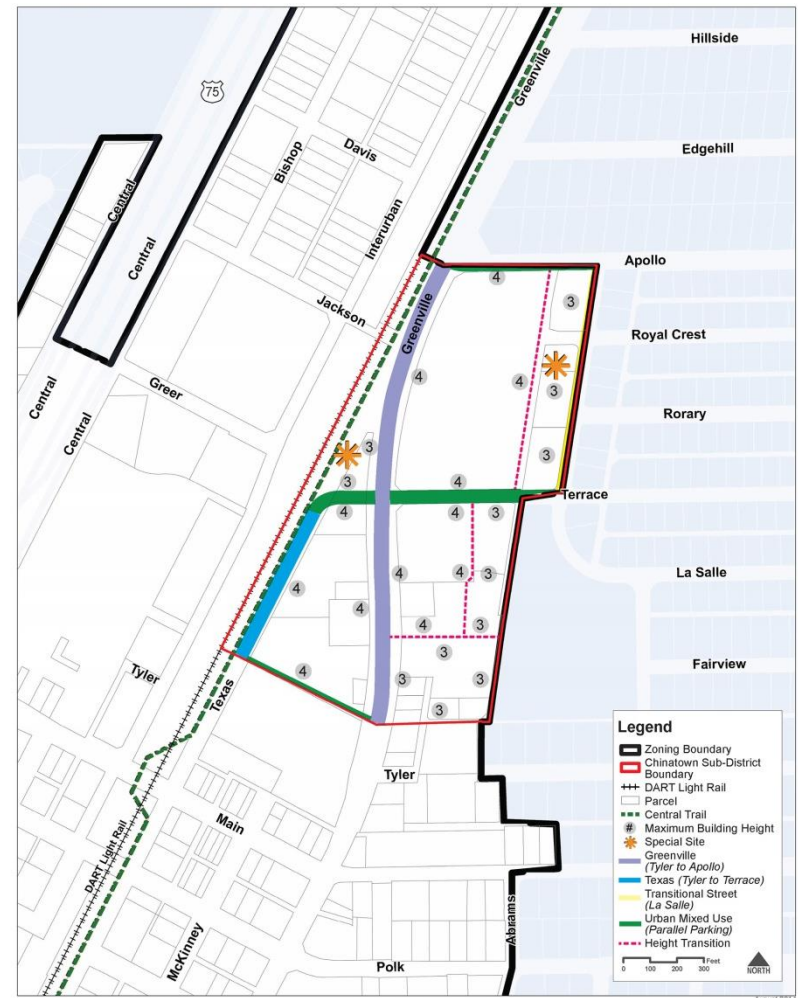 Hillside
75
Greenville
Davis
Bishop
Edgehill
Central
Interurban
Central
Apollo
4
3
Jackson
Greenville
Royal Crest
4
4
3
Greer
Central
Central
Rorary
3
3
3
4
Terrace
4
4
3
4
4
3
La Salle
4
4
4
3
3
Fairview
4
3
3
Tyler
Texas
3
Tyler
Main
DART Light Rail
McKinney
Abrams
Polk
Legend
Zoning Boundary
Chinatown Sub-District
Boundary
DART Light Rail
Parcel
Central Trail
# Maximum Building Height
Special Site
Greenville
(Tyler to Apollo)
Texas (Tyler to Terrace)
Transitional Street
(La Salle)
Urban Mixed Use
(Parallel Parking)
Height Transition
Feet
0 100 200 300
NORTH